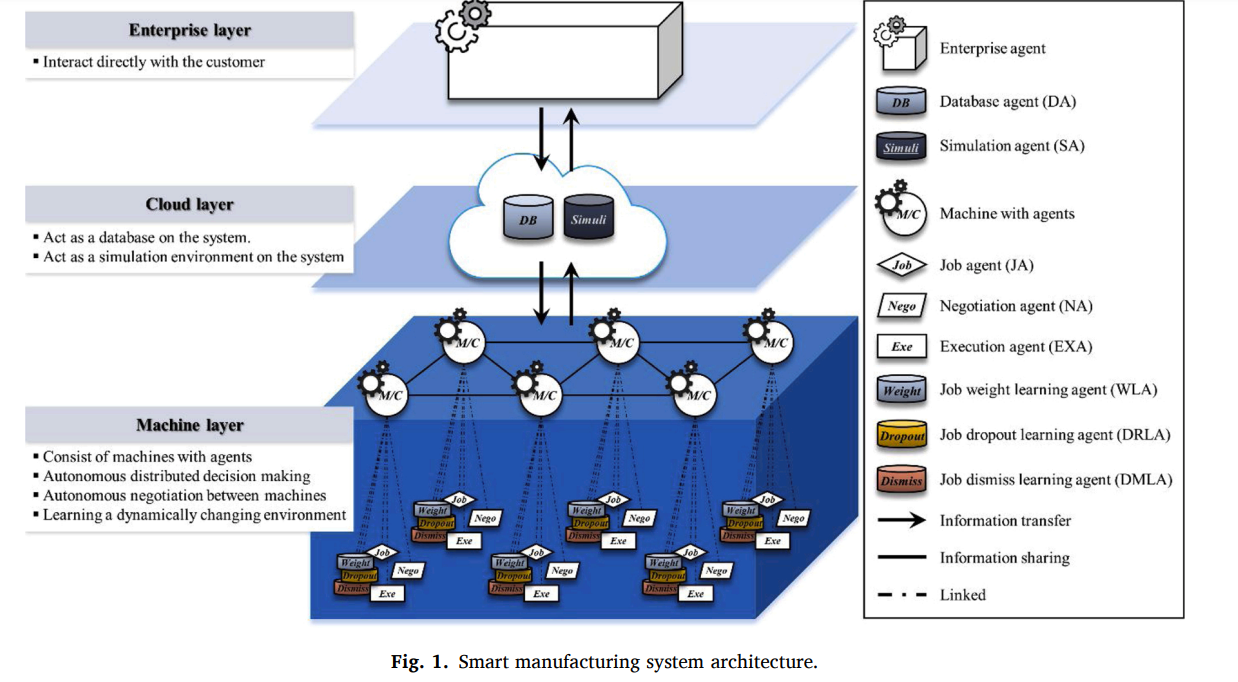 Enterprise layer
▪ Interact directly with the customer
Cloud layer
▪ Act as a database on the system.
▪ Act as a simulation environment on the system
Machine layer
▪ Consist of machines with agents
▪ Autonomous distributed decision making
▪ Autonomous negotiation between machines
▪ Learning a dynamically changing environment
DB
Simuli
M/C
M/C
M/C
M/C
M/C
M/C
Job
Weight
Nego
Dropout
Dismiss
Exe
Job
Weight
Nego
Dropout
Dismiss
Exe
Job
Weight
Nego
Dropout
Dismiss
Exe
Job
Weight
Nego
Dropout
Dismiss
Exe
Job
Weight
Nego
Dropout
Dismiss
Exe
Job
Weight
Nego
Dropout
Dismiss
Exe
Enterprise agent
DB Database agent (DA)
Simuli Simulation agent (SA)
M/C Machine with agents
Job Job agent (JA)
Nego Negotiation agent (NA)
Exe Execution agent (EXA)
Weight Job weight learning agent (WLA)
Dropout Job dropout learning agent (DRLA)
Dismiss Job dismiss learning agent (DMLA)
Information transfer
Information sharing
Linked
Fig. 1. Smart manufacturing system architecture.